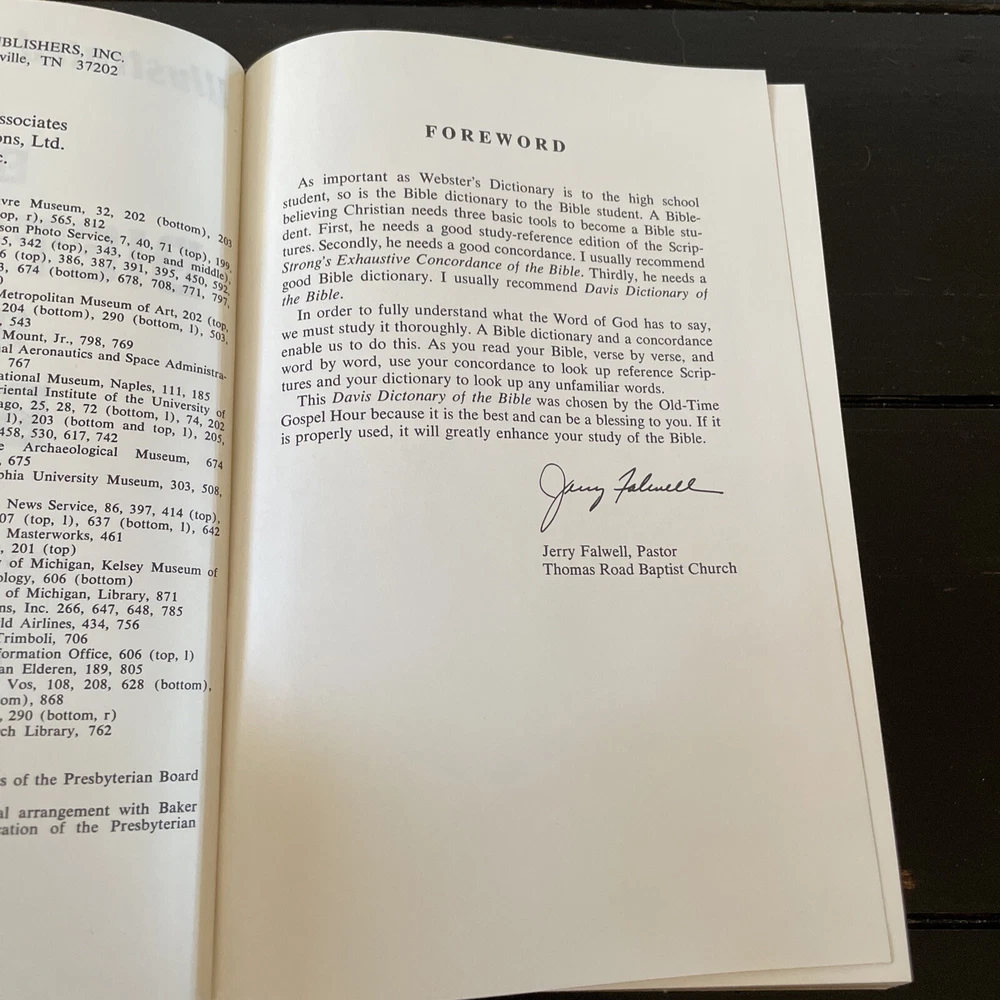 BLISHERS, INC.
ville, TN 37202
ssociates
ons, Ltd.
c.
vre Museum, 32, 202 (bottom), 203
op, r), 565, 812
son Photo Service, 7, 40, 71 (top), 199,
5, 342 (top), 343, (top and middle),
6 (top), 386, 387, 391, 395, 450, 592,
3, 674 (bottom), 678, 708, 771, 797,
)
Metropolitan Museum of Art, 202 (top,
204 (bottom), 290 (bottom, l), 503,
, 543
Mount, Jr., 798, 769
al Aeronautics and Space Administra-
767
ational Museum, Naples, 111, 185
riental Institute of the University of
ago, 25, 28, 72 (bottom, l), 74, 202
l), 203 (bottom and top, l), 205,
458, 530, 617, 742
e Archaeological Museum, 674
, 675
phia University Museum, 303, 508,
News Service, 86, 397, 414 (top),
07 (top, l), 637 (bottom, l), 642
Masterworks, 461
, 201 (top)
y of Michigan, Kelsey Museum of
ology, 606 (bottom)
of Michigan, Library, 871
ns, Inc. 266, 647, 648, 785
ld Airlines, 434, 756
Trimboli, 706
formation Office, 606 (top, l)
an Elderen, 189, 805
Vos, 108, 208, 628 (bottom),
om), 868
, 290 (bottom, r)
ch Library, 762
s of the Presbyterian Board
al arrangement with Baker
cation of the Presbyterian
FOREWORD
As important as Webster's Dictionary is to the high school
student, so is the Bible dictionary to the Bible student. A Bible-
believing Christian needs three basic tools to become a Bible stu-
dent. First, he needs a good study-reference edition of the Scrip-
tures. Secondly, he needs a good concordance. I usually recommend
Strong's Exhaustive Concordance of the Bible. Thirdly, he needs a
good Bible dictionary. I usually recommend Davis Dictionary of
the Bible.
In order to fully understand what the Word of God has to say,
we must study it thoroughly. A Bible dictionary and a concordance
enable us to do this. As you read your Bible, verse by verse, and
word by word, use your concordance to look up reference Scrip-
tures and your dictionary to look up any unfamiliar words.
This Davis Dictonary of the Bible was chosen by the Old-Time
Gospel Hour because it is the best and can be a blessing to you. If it
is properly used, it will greatly enhance your study of the Bible.
Jerry Falwell
Jerry Falwell, Pastor
Thomas Road Baptist Church